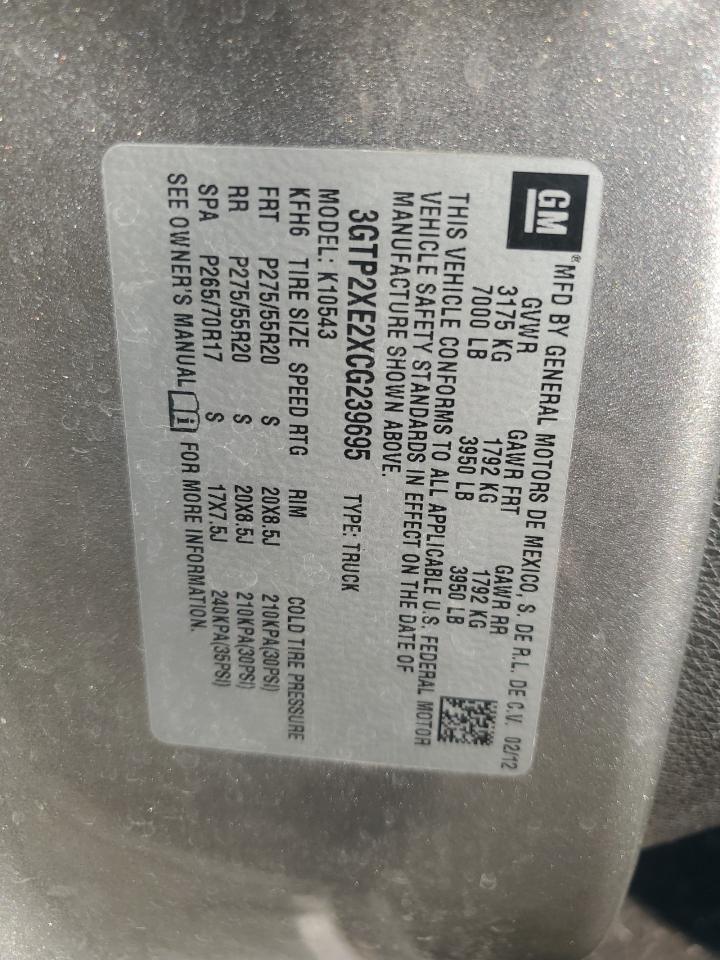 GM ® MFD BY GENERAL MOTORS DE MEXICO, S. DE R.L. DE C.V. 02/12
GVWR GAWR FRT GAWR RR
3175 KG 1792 KG 1792 KG
7000 LB 3950 LB 3950 LB
THIS VEHICLE CONFORMS TO ALL APPLICABLE U.S. FEDERAL MOTOR
VEHICLE SAFETY STANDARDS IN EFFECT ON THE DATE OF
MANUFACTURE SHOWN ABOVE.
3GTP2XE2XCG239695 TYPE: TRUCK
MODEL: K10543
KFH6 TIRE SIZE SPEED RTG RIM COLD TIRE PRESSURE
FRT P275/55R20 S 20X8.5J 210KPA(30PSI)
RR P275/55R20 S 20X8.5J 210KPA(30PSI)
SPA P265/70R17 S 17X7.5J 240KPA(35PSI)
SEE OWNER'S MANUAL i FOR MORE INFORMATION.